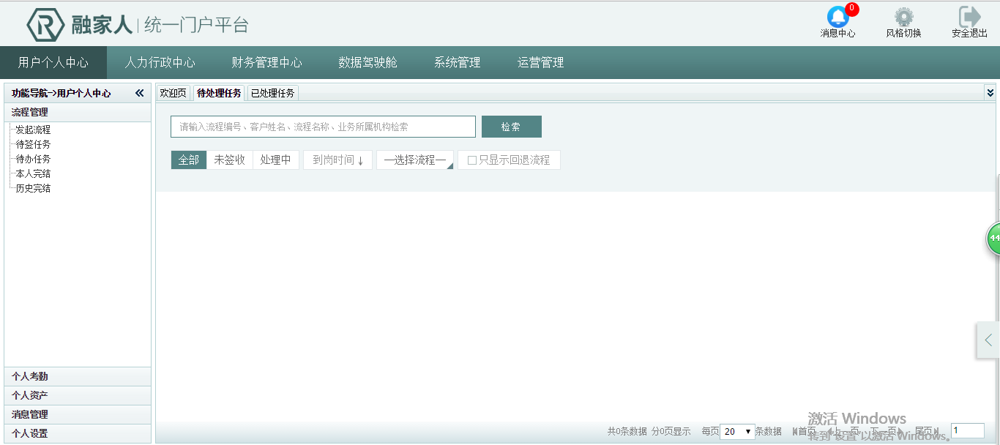 融家人 | 统一门户平台
0
消息中心 风格切换 安全退出
用户个人中心 人力行政中心 财务管理中心 数据驾驶舱 系统管理 运营管理
功能导航->用户个人中心
流程管理
发起流程
待签任务
待办任务
本人完结
历史完结
个人考勤
个人资产
消息管理
个人设置
欢迎页 待处理任务 已处理任务
请输入流程编号、客户姓名、流程名称、业务所属机构检索 检索
全部 未签收 处理中 到岗时间↓ —选择流程— 只显示回退流程
44
激活 Windows
转到"设置"以激活 Windows。
共0条数据 分0页显示 每页 20 条数据 首页 上一页 下一页 尾页 1